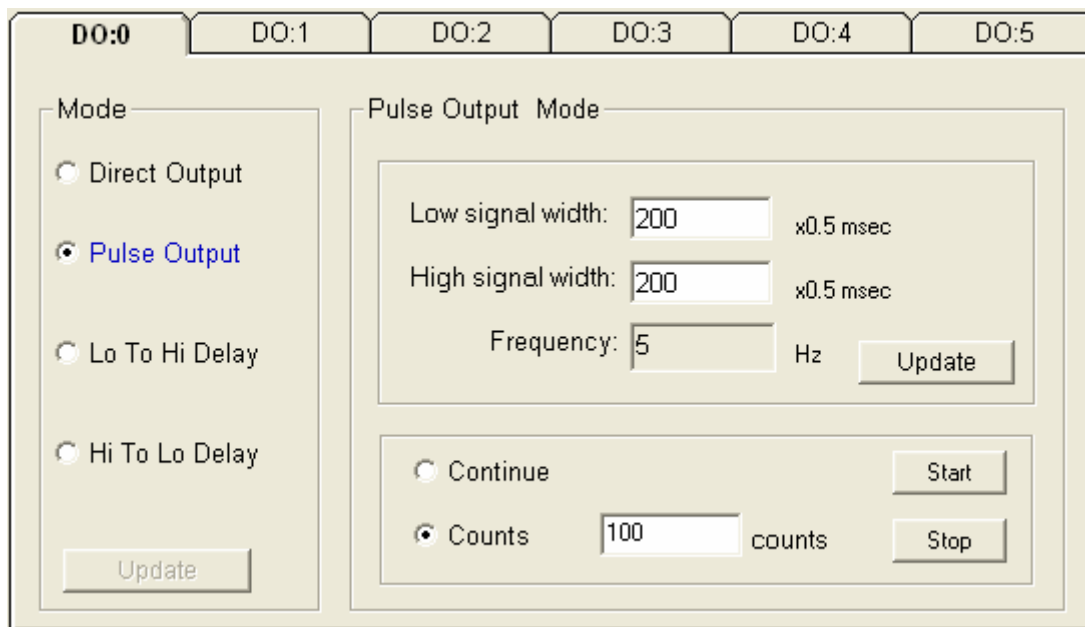 DO:0 DO:1 DO:2 DO:3 DO:4 DO:5
Mode
Direct Output
Pulse Output
Lo To Hi Delay
Hi To Lo Delay
Update
Pulse Output Mode
Low signal width: 200 x0.5 msec
High signal width: 200 x0.5 msec
Frequency: 5 Hz Update
Continue Start
Counts 100 counts Stop